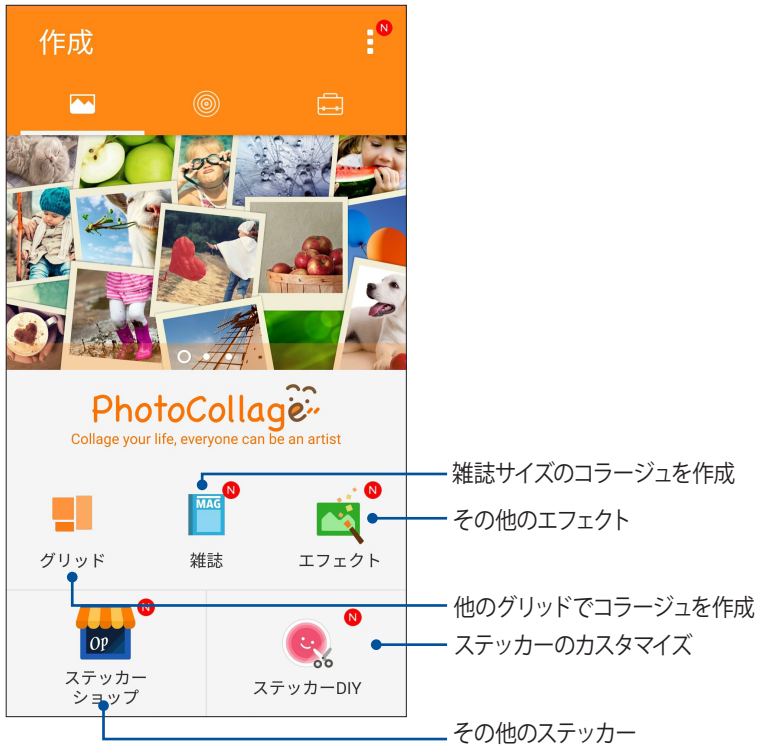 作成
N
PhotoCollage
Collage your life, everyone can be an artist
雑誌サイズのコラージュを作成
N
MAG
N
その他のエフェクト
グリッド
雑誌
エフェクト
他のグリッドでコラージュを作成
N
Op
N
ステッカーのカスタマイズ
ステッカー
ショップ
ステッカーDIY
その他のステッカー